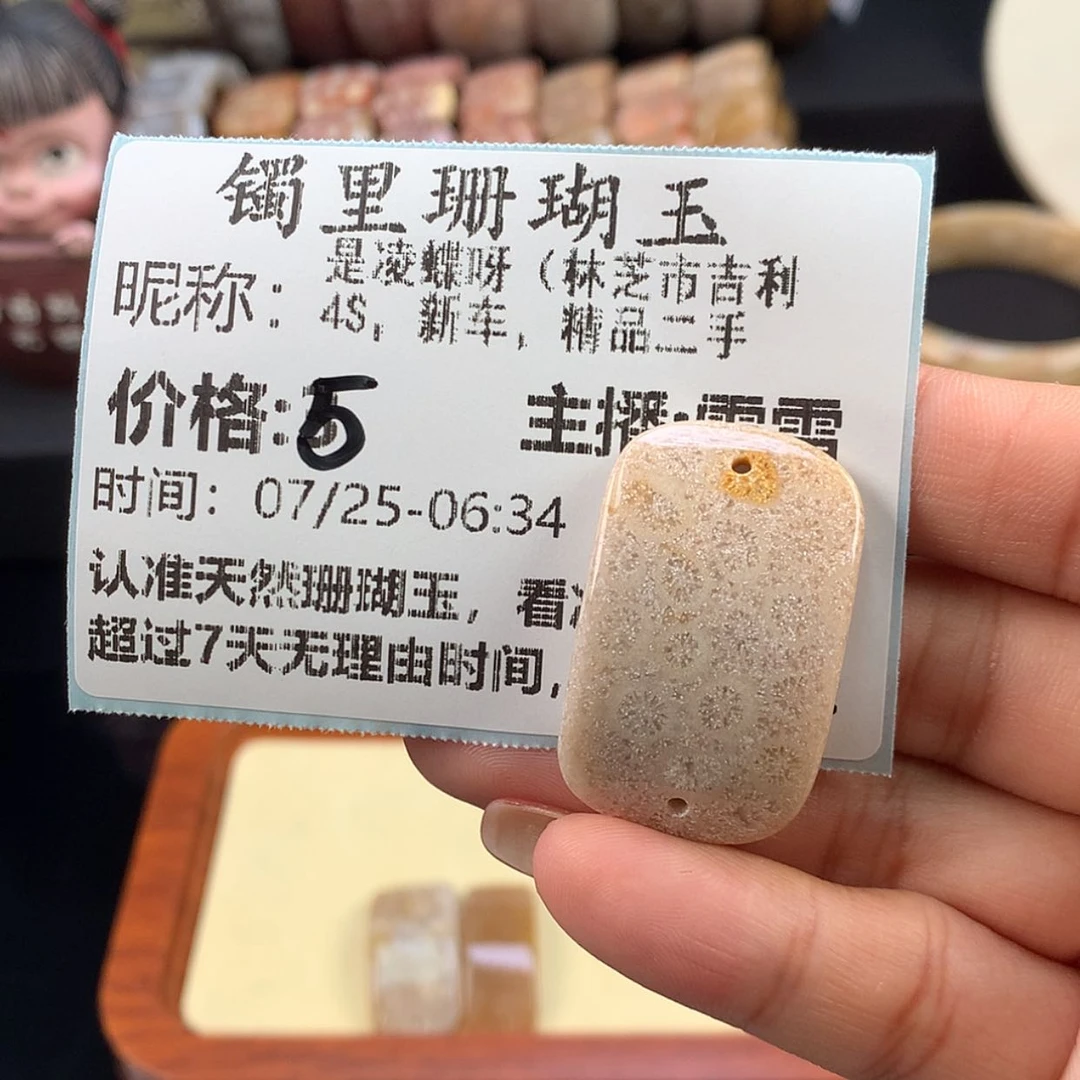 镯里珊瑚玉
昵称：是凌蝶呀（林芝市吉利
4S，新车，精品二手
价格:5 主播:雪雪
时间：07/25-06:34
认准天然珊瑚玉，看
超过7天无理由时间，